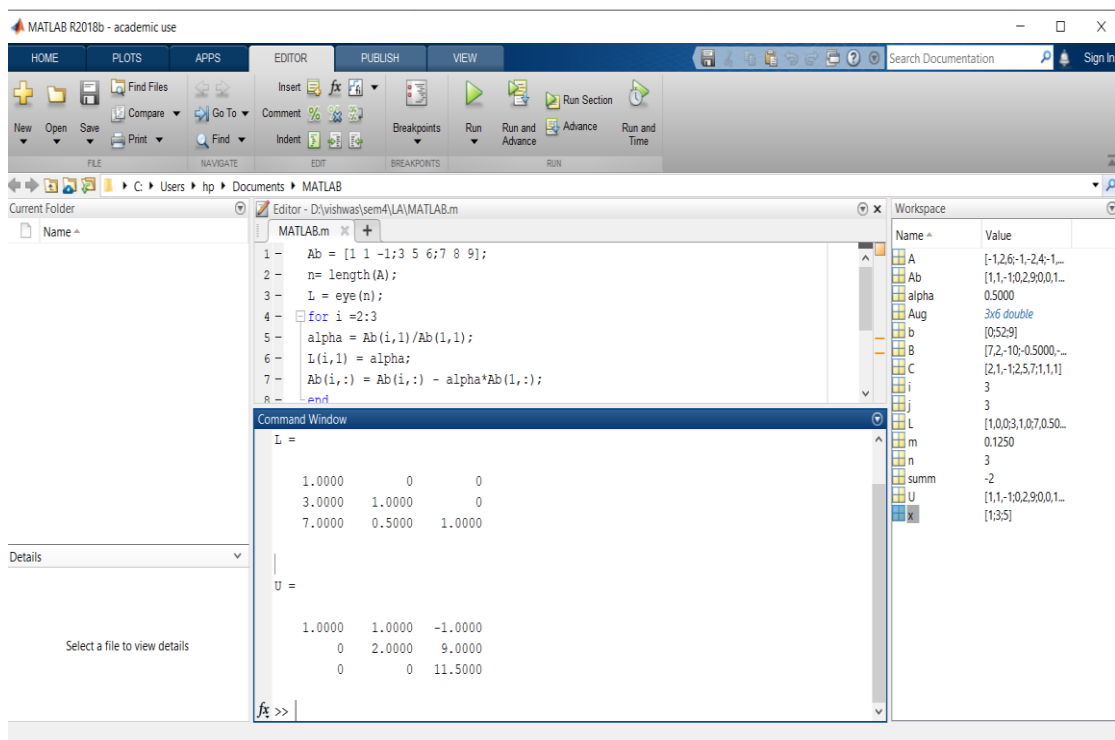 MATLAB R2018b - academic use
HOME PLOTS APPS EDITOR PUBLISH VIEW
Search Documentation
Sign In
New
Open
Save
Find Files
Compare
Print
FILE
Go To
Find
NAVIGATE
Insert fx
Comment %
Indent
EDIT
Breakpoints
BREAKPOINTS
Run
Run and Advance
Run Section
Advance
Run and Time
RUN
C: Users hp Documents MATLAB
Current Folder
Name
Details
Select a file to view details
Editor - D:\vishwas\sem4\LA\MATLAB.m
MATLAB.m +
1 - Ab = [1 1 -1;3 5 6;7 8 9];
2 - n= length(A);
3 - L = eye(n);
4 - for i =2:3
5 - alpha = Ab(i,1)/Ab(1,1);
6 - L(i,1) = alpha;
7 - Ab(i,:) = Ab(i,:) - alpha*Ab(1,:);
8 - end
Command Window
L =
1.0000 0 0
3.0000 1.0000 0
7.0000 0.5000 1.0000
U =
1.0000 1.0000 -1.0000
0 2.0000 9.0000
0 0 11.5000
fx >>
Workspace
Name Value
A [-1,2,6;-1,-2,4;-1,...
Ab [1,1,-1;0,2,9;0,0,1...
alpha 0.5000
Aug 3x6 double
b [0;52;9]
B [7,2,-10;-0.5000,-...
C [2,1,-1;2,5,7;1,1,1]
i 3
j 3
L [1,0,0;3,1,0;7,0.50...
m 0.1250
n 3
summ -2
U [1,1,-1;0,2,9;0,0,1...
x [1;3;5]